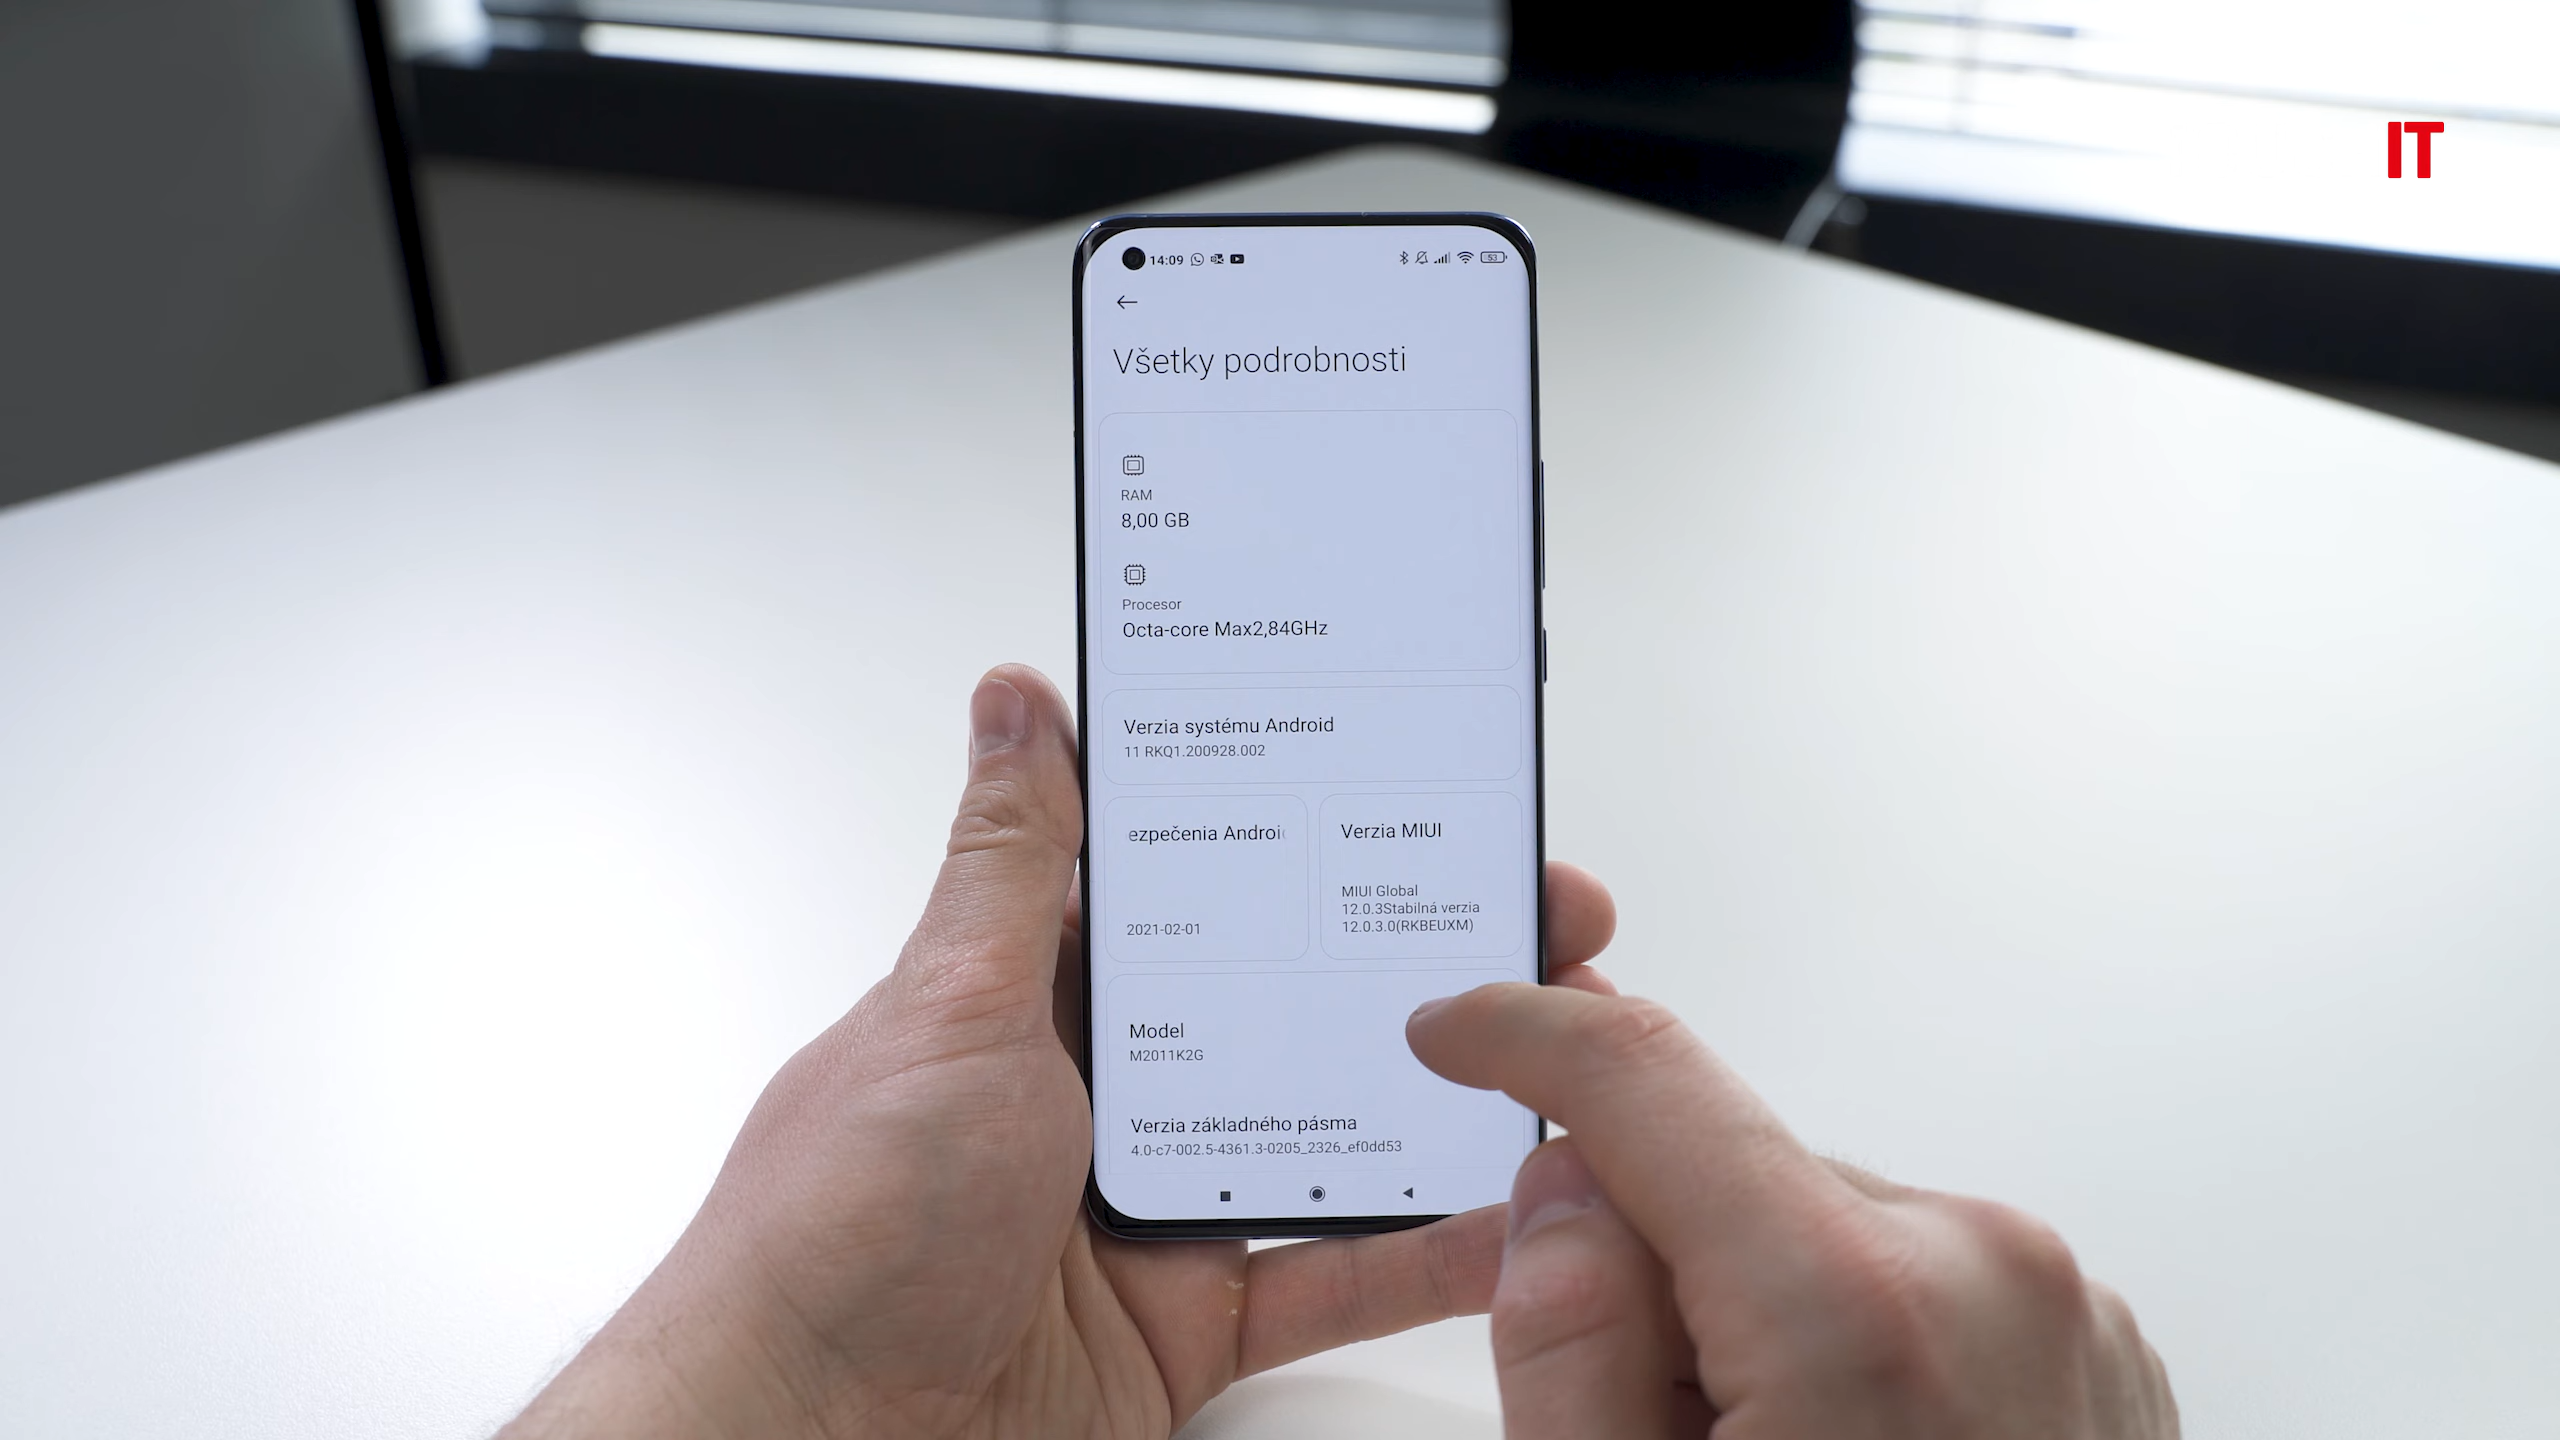 IT
14:09
53
Všetky podrobnosti
RAM
8,00 GB
Procesor
Octa-core Max2,84GHz
Verzia systému Android
11 RKQ1.200928.002
ezpečenia Androi
2021-02-01
Verzia MIUI
MIUI Global
12.0.3Stabilná verzia
12.0.3.0(RKBEUXM)
Model
M2011K2G
Verzia základného pásma
4.0-c7-002.5-4361.3-0205_2326_ef0dd53